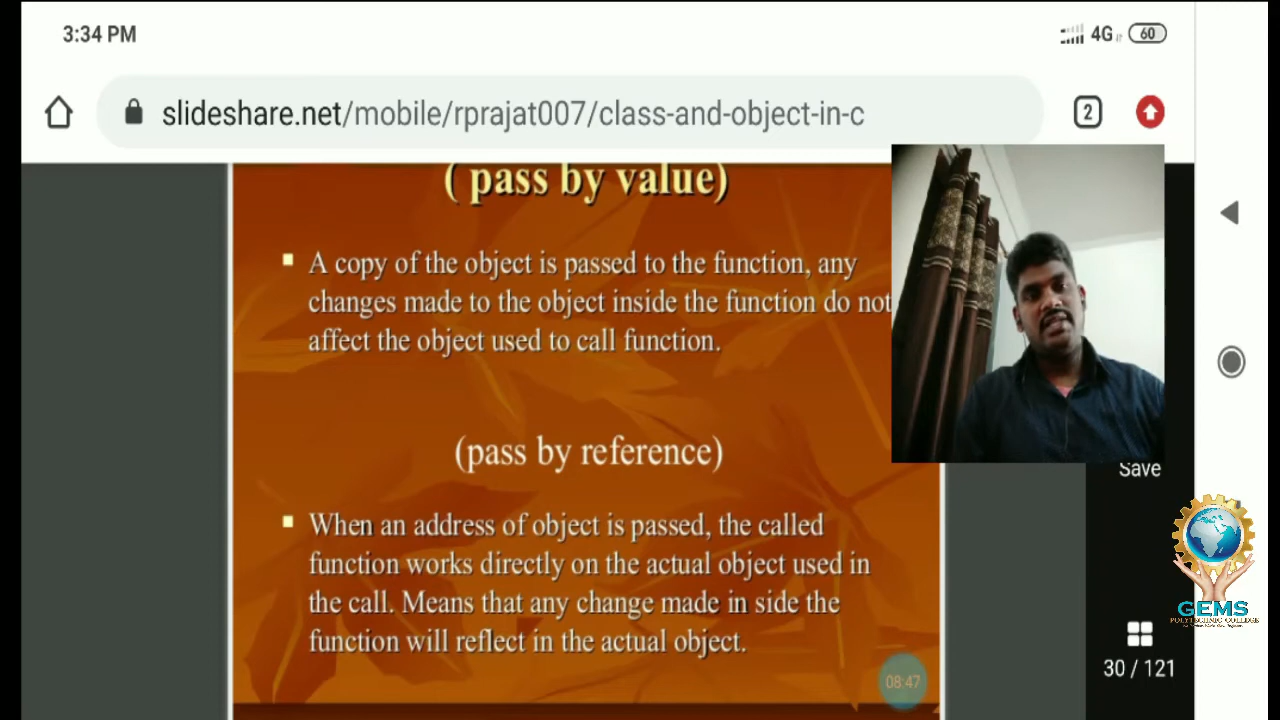 3:34 PM
4G 60
slideshare.net/mobile/rprajat007/class-and-object-in-c
2
( pass by value)
A copy of the object is passed to the function, any
changes made to the object inside the function do not
affect the object used to call function.
(pass by reference)
When an address of object is passed, the called
function works directly on the actual object used in
the call. Means that any change made in side the
function will reflect in the actual object.
08:47
Save
GEMS
POLYTECHNIC COLLEGE
30 / 121